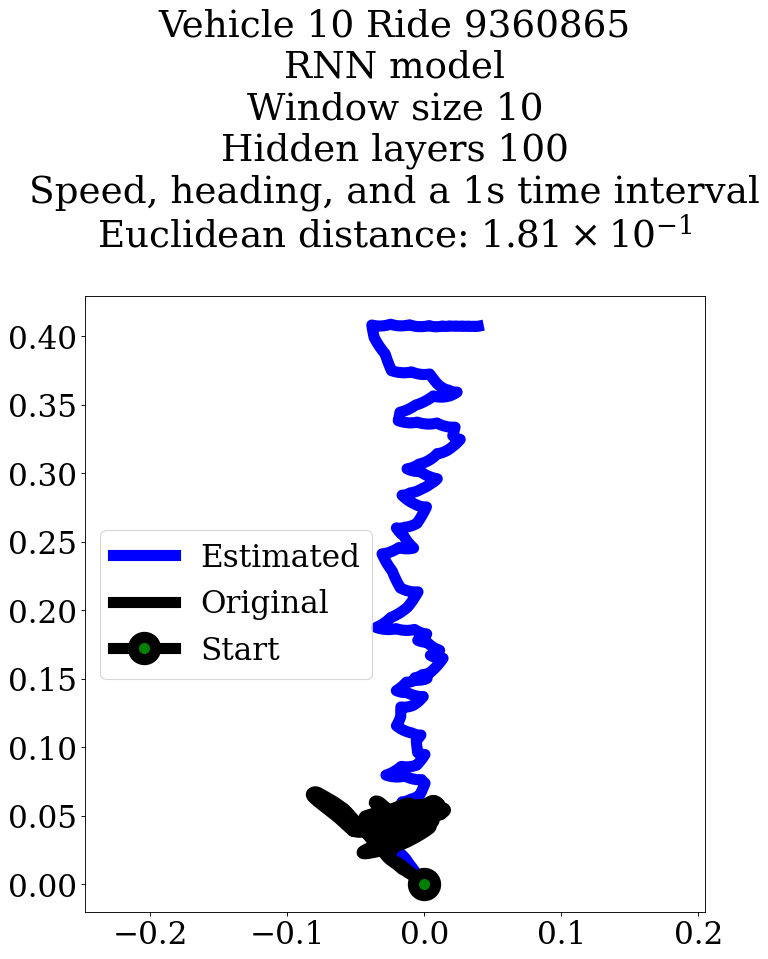 Vehicle 10 Ride 9360865
RNN model
Window size 10
Hidden layers 100
Speed, heading, and a 1s time interval
Euclidean distance: 1.81 × 10⁻¹
0.40
0.35
0.30
0.25
0.20
0.15
0.10
0.05
0.00
Estimated
Original
Start
−0.2
−0.1
0.0
0.1
0.2